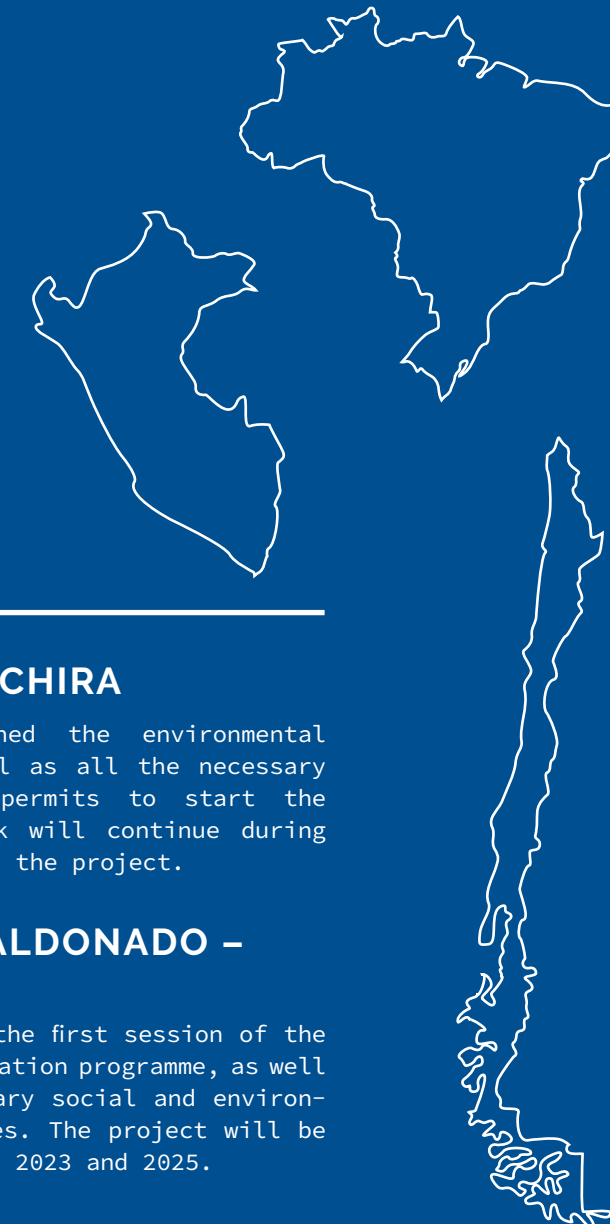 CHIRA
ned the environmental
l as all the necessary
permits to start the
k will continue during
the project.
ALDONADO –
the first session of the
ation programme, as well
ary social and environ-
es. The project will be
2023 and 2025.